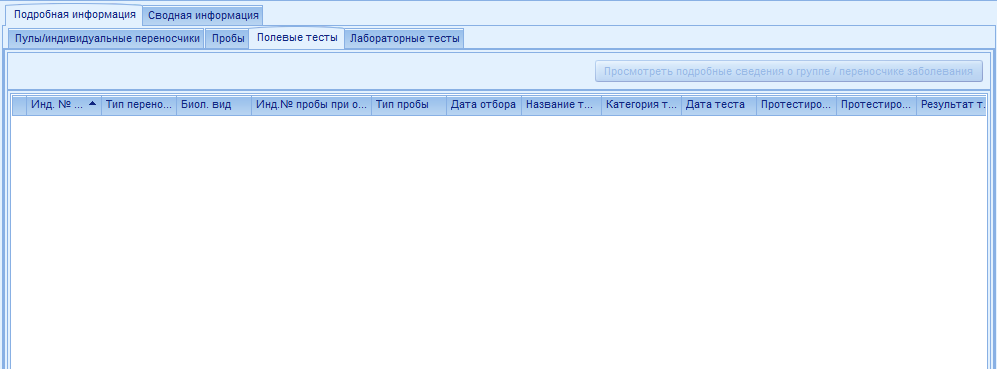 Подробная информация Сводная информация
Пулы/индивидуальные переносчики Пробы Полевые тесты Лабораторные тесты
Просмотреть подробные сведения о группе / переносчике заболевания
Инд. № ... Тип перено... Биол. вид Инд.№ пробы при о... Тип пробы Дата отбора Название т... Категория т... Дата теста Протестиро... Протестиро... Результат т...